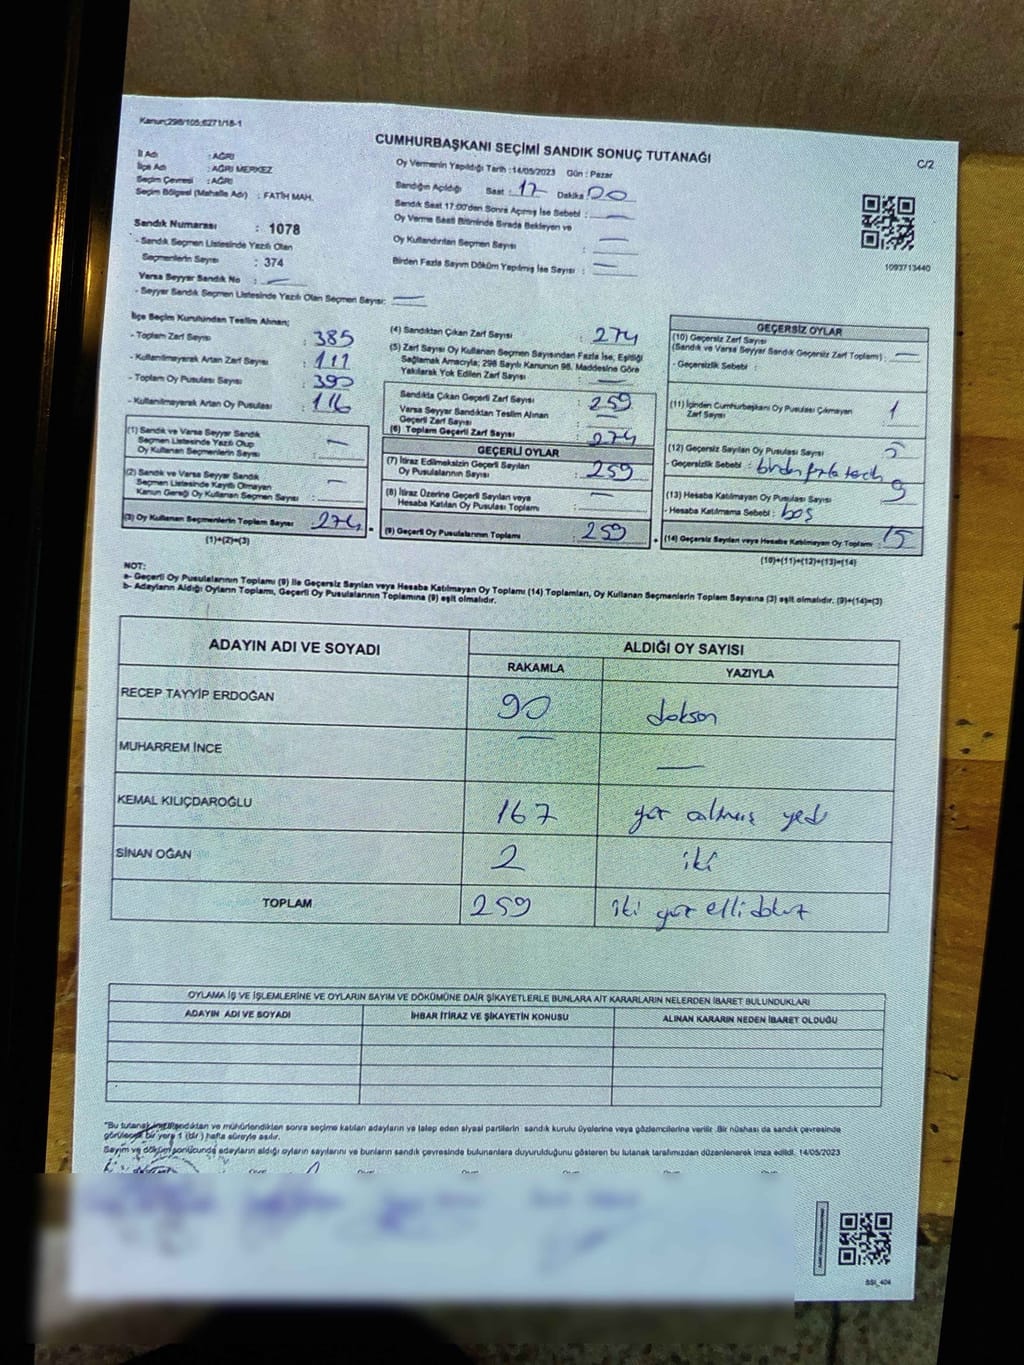 Kanun;298/105;6271/18-1
CUMHURBAŞKANI SEÇİMİ SANDIK SONUÇ TUTANAĞI
C/2
İl Adı : AĞRI
İlçe Adı : AĞRI MERKEZ
Seçim Çevresi : AĞRI
Seçim Bölgesi (Mahalle Adı) : FATİH MAH.
Oy Vermenin Yapıldığı Tarih :14/05/2023 Gün : Pazar
Sandığın Açıldığı Saat : 17 Dakika 00
Sandık Saat 17:00'den Sonra Açılmış İse Sebebi : —
Oy Verme Saati Bitiminde Sırada Bekleyen ve
Oy Kullandırılan Seçmen Sayısı —
Birden Fazla Sayım Döküm Yapılmış İse Sayısı : —
1093713440
Sandık Numarası : 1078
- Sandık Seçmen Listesinde Yazılı Olan
Seçmenlerin Sayısı : 374
Varsa Seyyar Sandık No : —
- Seyyar Sandık Seçmen Listesinde Yazılı Olan Seçmen Sayısı: —
İlçe Seçim Kurulundan Teslim Alınan;
- Toplam Zarf Sayısı : 385
- Kullanılmayarak Artan Zarf Sayısı : 111
- Toplam Oy Pusulası Sayısı : 390
- Kullanılmayarak Artan Oy Pusulası : 116
(1) Sandık ve Varsa Seyyar Sandık
Seçmen Listesinde Yazılı Olup
Oy Kullanan Seçmenlerin Sayısı : —
(2) Sandık ve Varsa Seyyar Sandık
Seçmen Listesinde Kayıtlı Olmayan
Kanun Gereği Oy Kullanan Seçmen Sayısı : —
(3) Oy Kullanan Seçmenlerin Toplam Sayısı : 274
(1)+(2)=(3)
(4) Sandıktan Çıkan Zarf Sayısı : 274
(5) Zarf Sayısı Oy Kullanan Seçmen Sayısından Fazla İse, Eşitliği
Sağlamak Amacıyla; 298 Sayılı Kanunun 98. Maddesine Göre
Yakılarak Yok Edilen Zarf Sayısı : —
Sandıkta Çıkan Geçerli Zarf Sayısı : 259
Varsa Seyyar Sandıktan Teslim Alınan
Geçerli Zarf Sayısı : —
(6) Toplam Geçerli Zarf Sayısı : 274
GEÇERLİ OYLAR
(7) İtiraz Edilmeksizin Geçerli Sayılan
Oy Pusulalarının Sayısı : 259
(8) İtiraz Üzerine Geçerli Sayılan veya
Hesaba Katılan Oy Pusulası Toplamı : —
(9) Geçerli Oy Pusulalarının Toplamı : 259
GEÇERSİZ OYLAR
(10) Geçersiz Zarf Sayısı
(Sandık ve Varsa Seyyar Sandık Geçersiz Zarf Toplamı) : —
- Geçersizlik Sebebi :
(11) İçinden Cumhurbaşkanı Oy Pusulası Çıkmayan
Zarf Sayısı : 1
(12) Geçersiz Sayılan Oy Pusulası Sayısı : 5
- Geçersizlik Sebebi : birden fazla tercih
(13) Hesaba Katılmayan Oy Pusulası Sayısı : 9
- Hesaba Katılmama Sebebi : boş
(14) Geçersiz Sayılan veya Hesaba Katılmayan Oy Toplamı : 15
(10)+(11)+(12)+(13)=(14)
NOT:
a- Geçerli Oy Pusulalarının Toplamı (9) ile Geçersiz Sayılan veya Hesaba Katılmayan Oy Toplamı (14) Toplamları, Oy Kullanan Seçmenlerin Toplam Sayısına (3) eşit olmalıdır. (9)+(14)=(3)
b- Adayların Aldığı Oyların Toplamı, Geçerli Oy Pusulalarının Toplamına (9) eşit olmalıdır.
ADAYIN ADI VE SOYADI ALDIĞI OY SAYISI
RAKAMLA YAZIYLA
RECEP TAYYİP ERDOĞAN 90 doksan
MUHARREM İNCE — —
KEMAL KILIÇDAROĞLU 167 yüz altmış yedi
SİNAN OĞAN 2 iki
TOPLAM 259 iki yüz elli dokuz
OYLAMA İŞ VE İŞLEMLERİNE VE OYLARIN SAYIM VE DÖKÜMÜNE DAİR ŞİKAYETLERLE BUNLARA AİT KARARLARIN NELERDEN İBARET BULUNDUKLARI
ADAYIN ADI VE SOYADI İHBAR İTİRAZ VE ŞİKAYETİN KONUSU ALINAN KARARIN NEDEN İBARET OLDUĞU
"Bu tutanak imzalandıktan ve mühürlendikten sonra seçime katılan adayların ve talep eden siyasi partilerin sandık kurulu üyelerine veya gözlemcilerine verilir. Bir nüshası da sandık çevresinde
görülecek bir yere 1 (bir) hafta süreyle asılır.
Sayım ve döküm sonucunda adayların aldığı oyların sayılarını ve bunların sandık çevresinde bulunanlara duyurulduğunu gösteren bu tutanak tarafımızdan düzenlenerek imza edildi. 14/05/2023
SSI_404